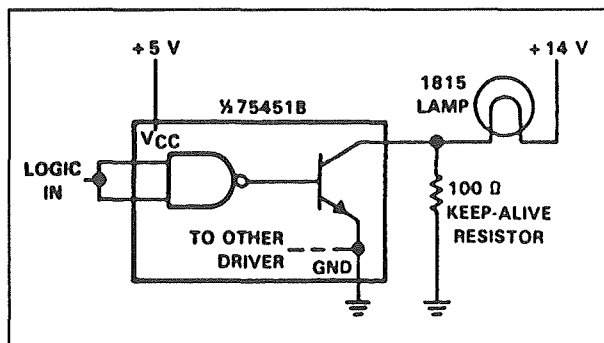 +5 V
+14 V
½ 75451B
1815
LAMP
VCC
LOGIC
IN
100 Ω
KEEP-ALIVE
RESISTOR
TO OTHER
DRIVER
GND